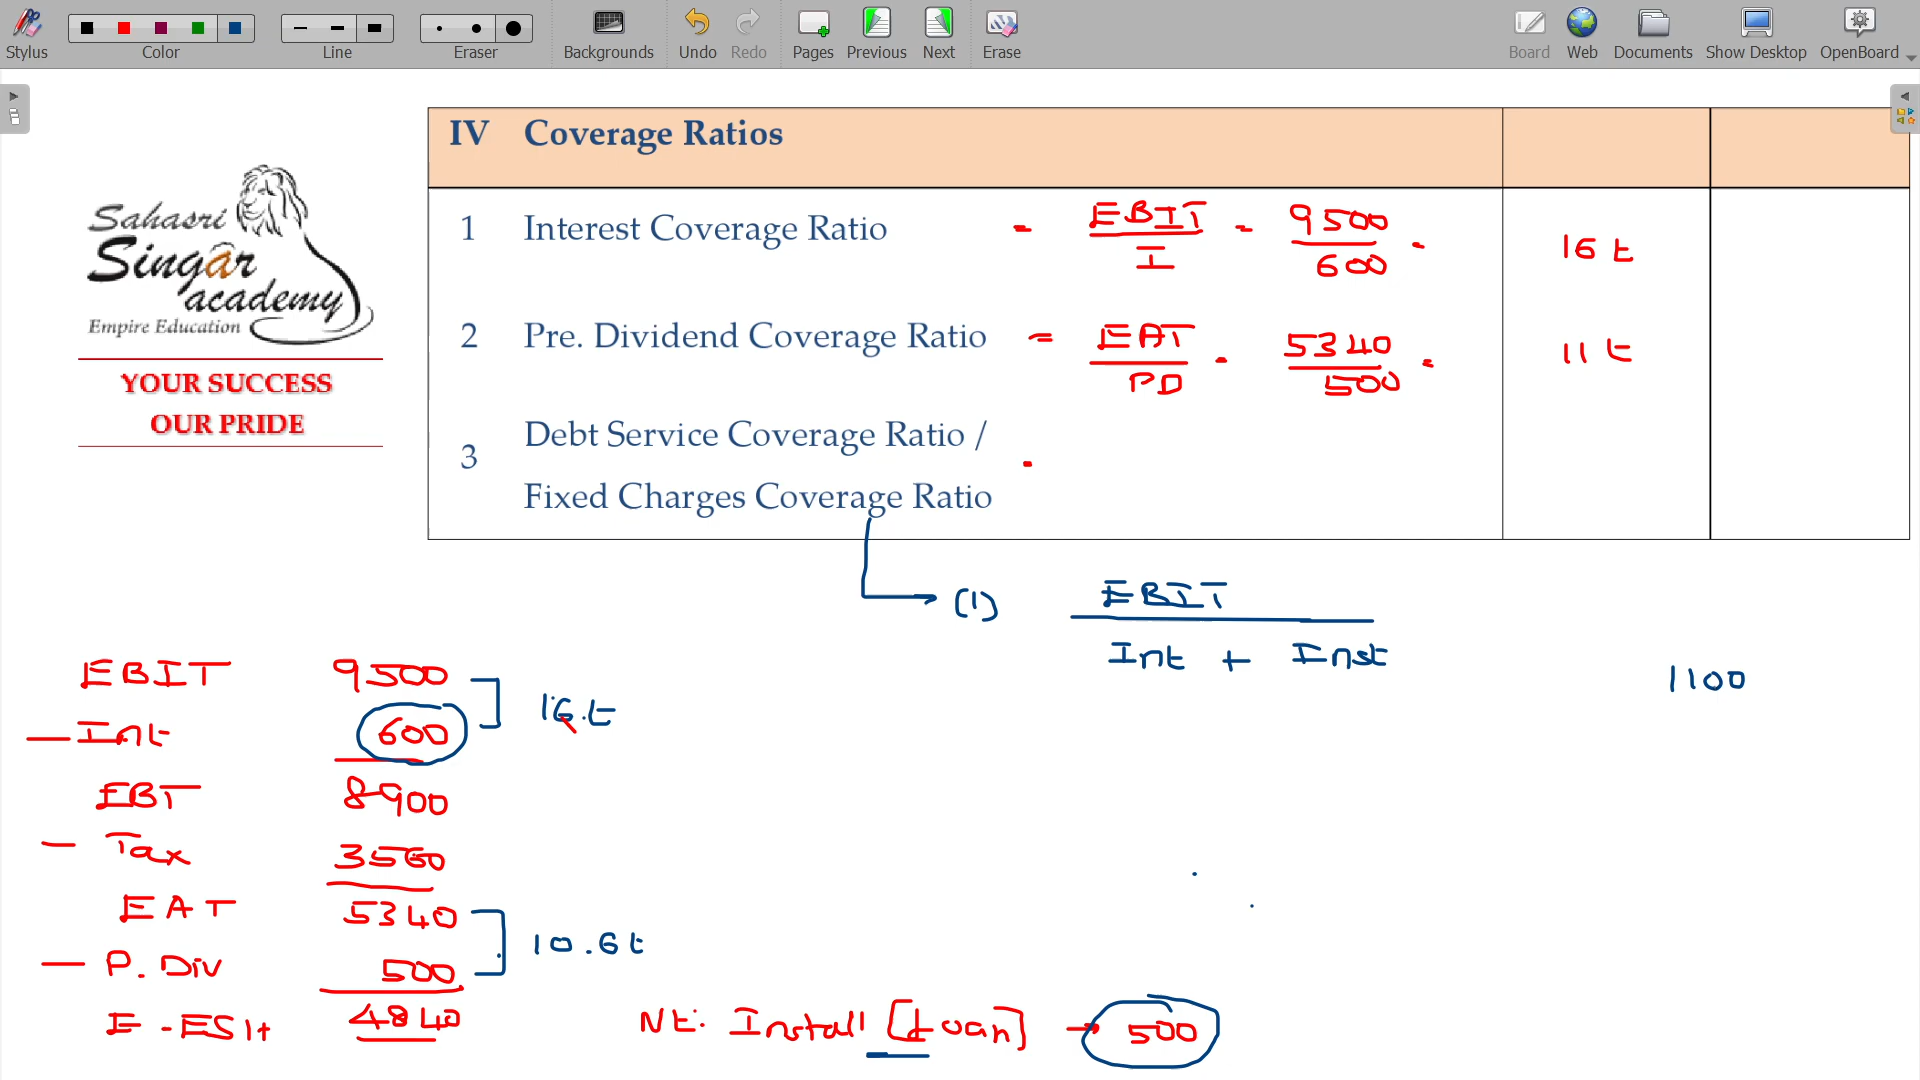 Stylus
Color
Line
Eraser
Backgrounds
Undo
Redo
Pages
Previous
Next
Erase
Board
Web
Documents
Show Desktop
OpenBoard
Sahasri
Singar
academy
Empire Education
YOUR SUCCESS
OUR PRIDE
IV Coverage Ratios
1 Interest Coverage Ratio = EBIT / I = 9500 / 600 = 16 t
2 Pre. Dividend Coverage Ratio = EAT / PD = 5340 / 500 = 11 t
3 Debt Service Coverage Ratio /
Fixed Charges Coverage Ratio
(1) EBIT
Int + Inst
1100
EBIT 9500
— Int 600
16.t
EBT 8900
— Tax 3560
EAT 5340
— P. Div 500
10.6 t
E - ESH 4840
Nt: Install [Loan] → 500